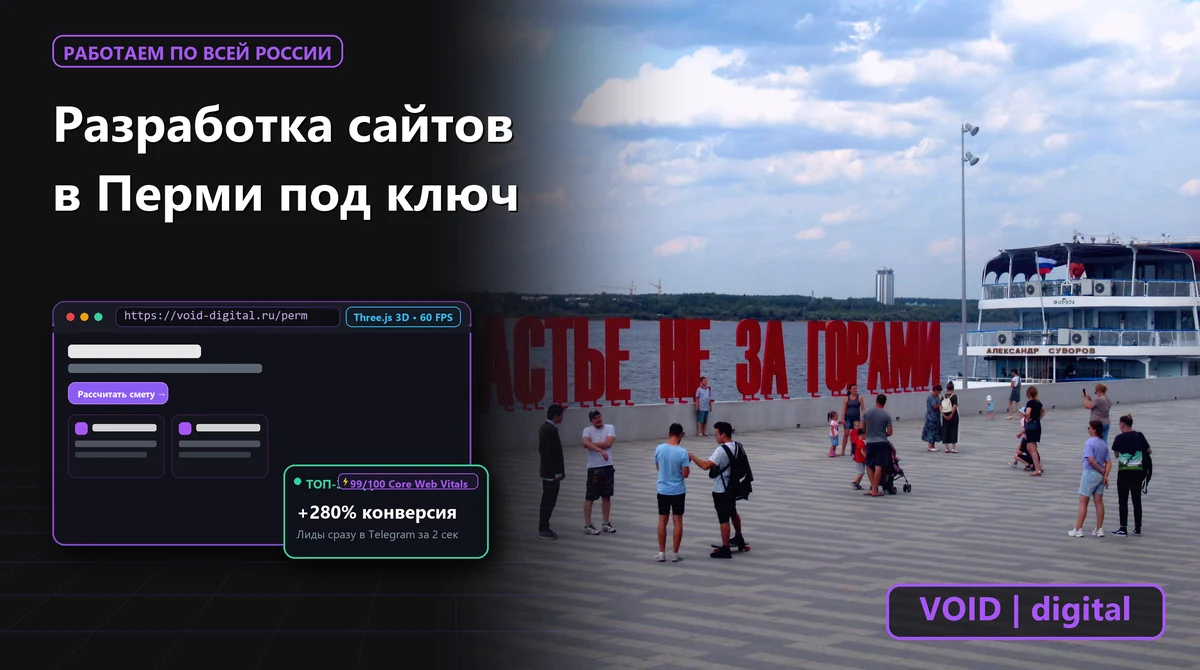 РАБОТАЕМ ПО ВСЕЙ РОССИИ
Разработка сайтов
в Перми под ключ
https://void-digital.ru/perm
Three.js 3D • 60 FPS
Рассчитать смету →
ТОП-
99/100 Core Web Vitals
+280% конверсия
Лиды сразу в Telegram за 2 сек
АСТЬЕ НЕ ЗА ГОРАМИ
АЛЕКСАНДР СУВОРОВ
VOID | digital